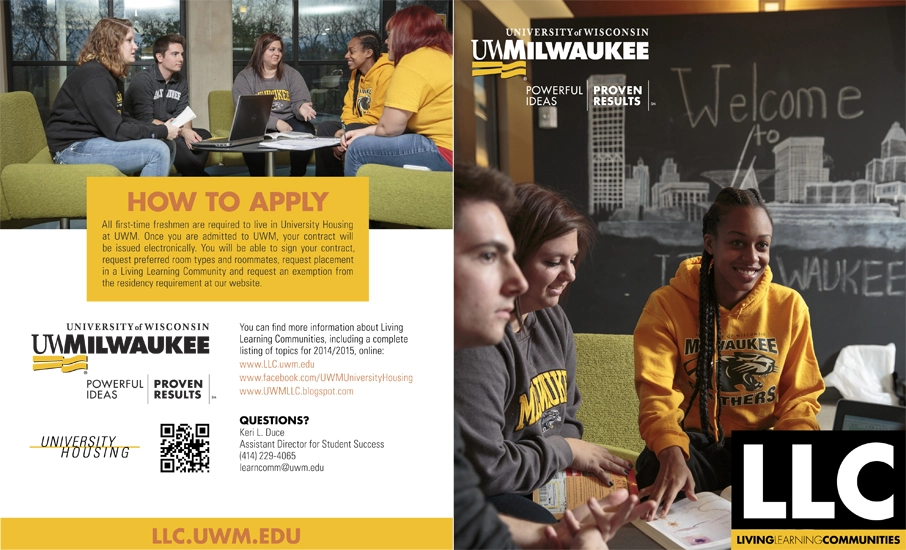 HOW TO APPLY
All first-time freshmen are required to live in University Housing
at UWM. Once you are admitted to UWM, your contract will
be issued electronically. You will be able to sign your contract,
request preferred room types and roommates, request placement
in a Living Learning Community and request an exemption from
the residency requirement at our website.
UNIVERSITY of WISCONSIN
UWMILWAUKEE
POWERFUL IDEAS
PROVEN RESULTS
UNIVERSITY
HOUSING
You can find more information about Living
Learning Communities, including a complete
listing of topics for 2014/2015, online:
www.LLC.uwm.edu
www.facebook.com/UWMUniversityHousing
www.UWMLLC.blogspot.com
QUESTIONS?
Keri L. Duce
Assistant Director for Student Success
(414) 229-4065
learncomm@uwm.edu
LLC.UWM.EDU
UNIVERSITY of WISCONSIN
UWMILWAUKEE
POWERFUL IDEAS
PROVEN RESULTS
Welcome
to
WAUKEE
MILWAUKEE
THERS
LLC
LIVINGLEARNINGCOMMUNITIES